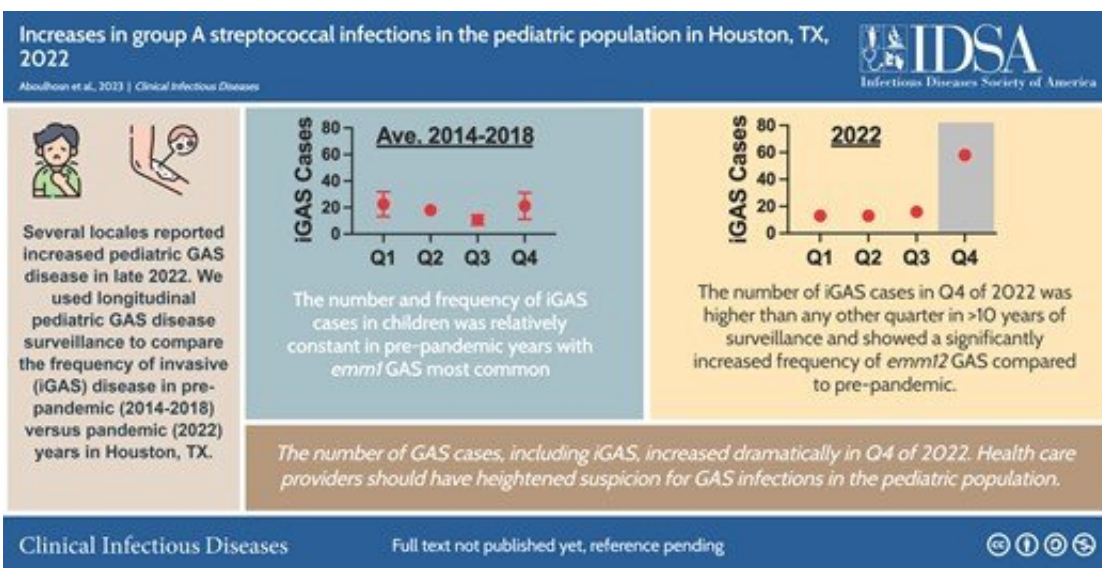 Increases in group A streptococcal infections in the pediatric population in Houston, TX,
2022
Aboulhosn et al., 2023 | Clinical Infectious Diseases
IDSA
Infectious Diseases Society of America
Several locales reported
increased pediatric GAS
disease in late 2022. We
used longitudinal
pediatric GAS disease
surveillance to compare
the frequency of invasive
(iGAS) disease in pre-
pandemic (2014-2018)
versus pandemic (2022)
years in Houston, TX.
Ave. 2014-2018
iGAS Cases
80
60
40
20
0
Q1 Q2 Q3 Q4
The number and frequency of iGAS
cases in children was relatively
constant in pre-pandemic years with
emm1 GAS most common
2022
iGAS Cases
80
60
40
20
0
Q1 Q2 Q3 Q4
The number of iGAS cases in Q4 of 2022 was
higher than any other quarter in >10 years of
surveillance and showed a significantly
increased frequency of emm12 GAS compared
to pre-pandemic.
The number of GAS cases, including iGAS, increased dramatically in Q4 of 2022. Health care
providers should have heightened suspicion for GAS infections in the pediatric population.
Clinical Infectious Diseases
Full text not published yet, reference pending
cc